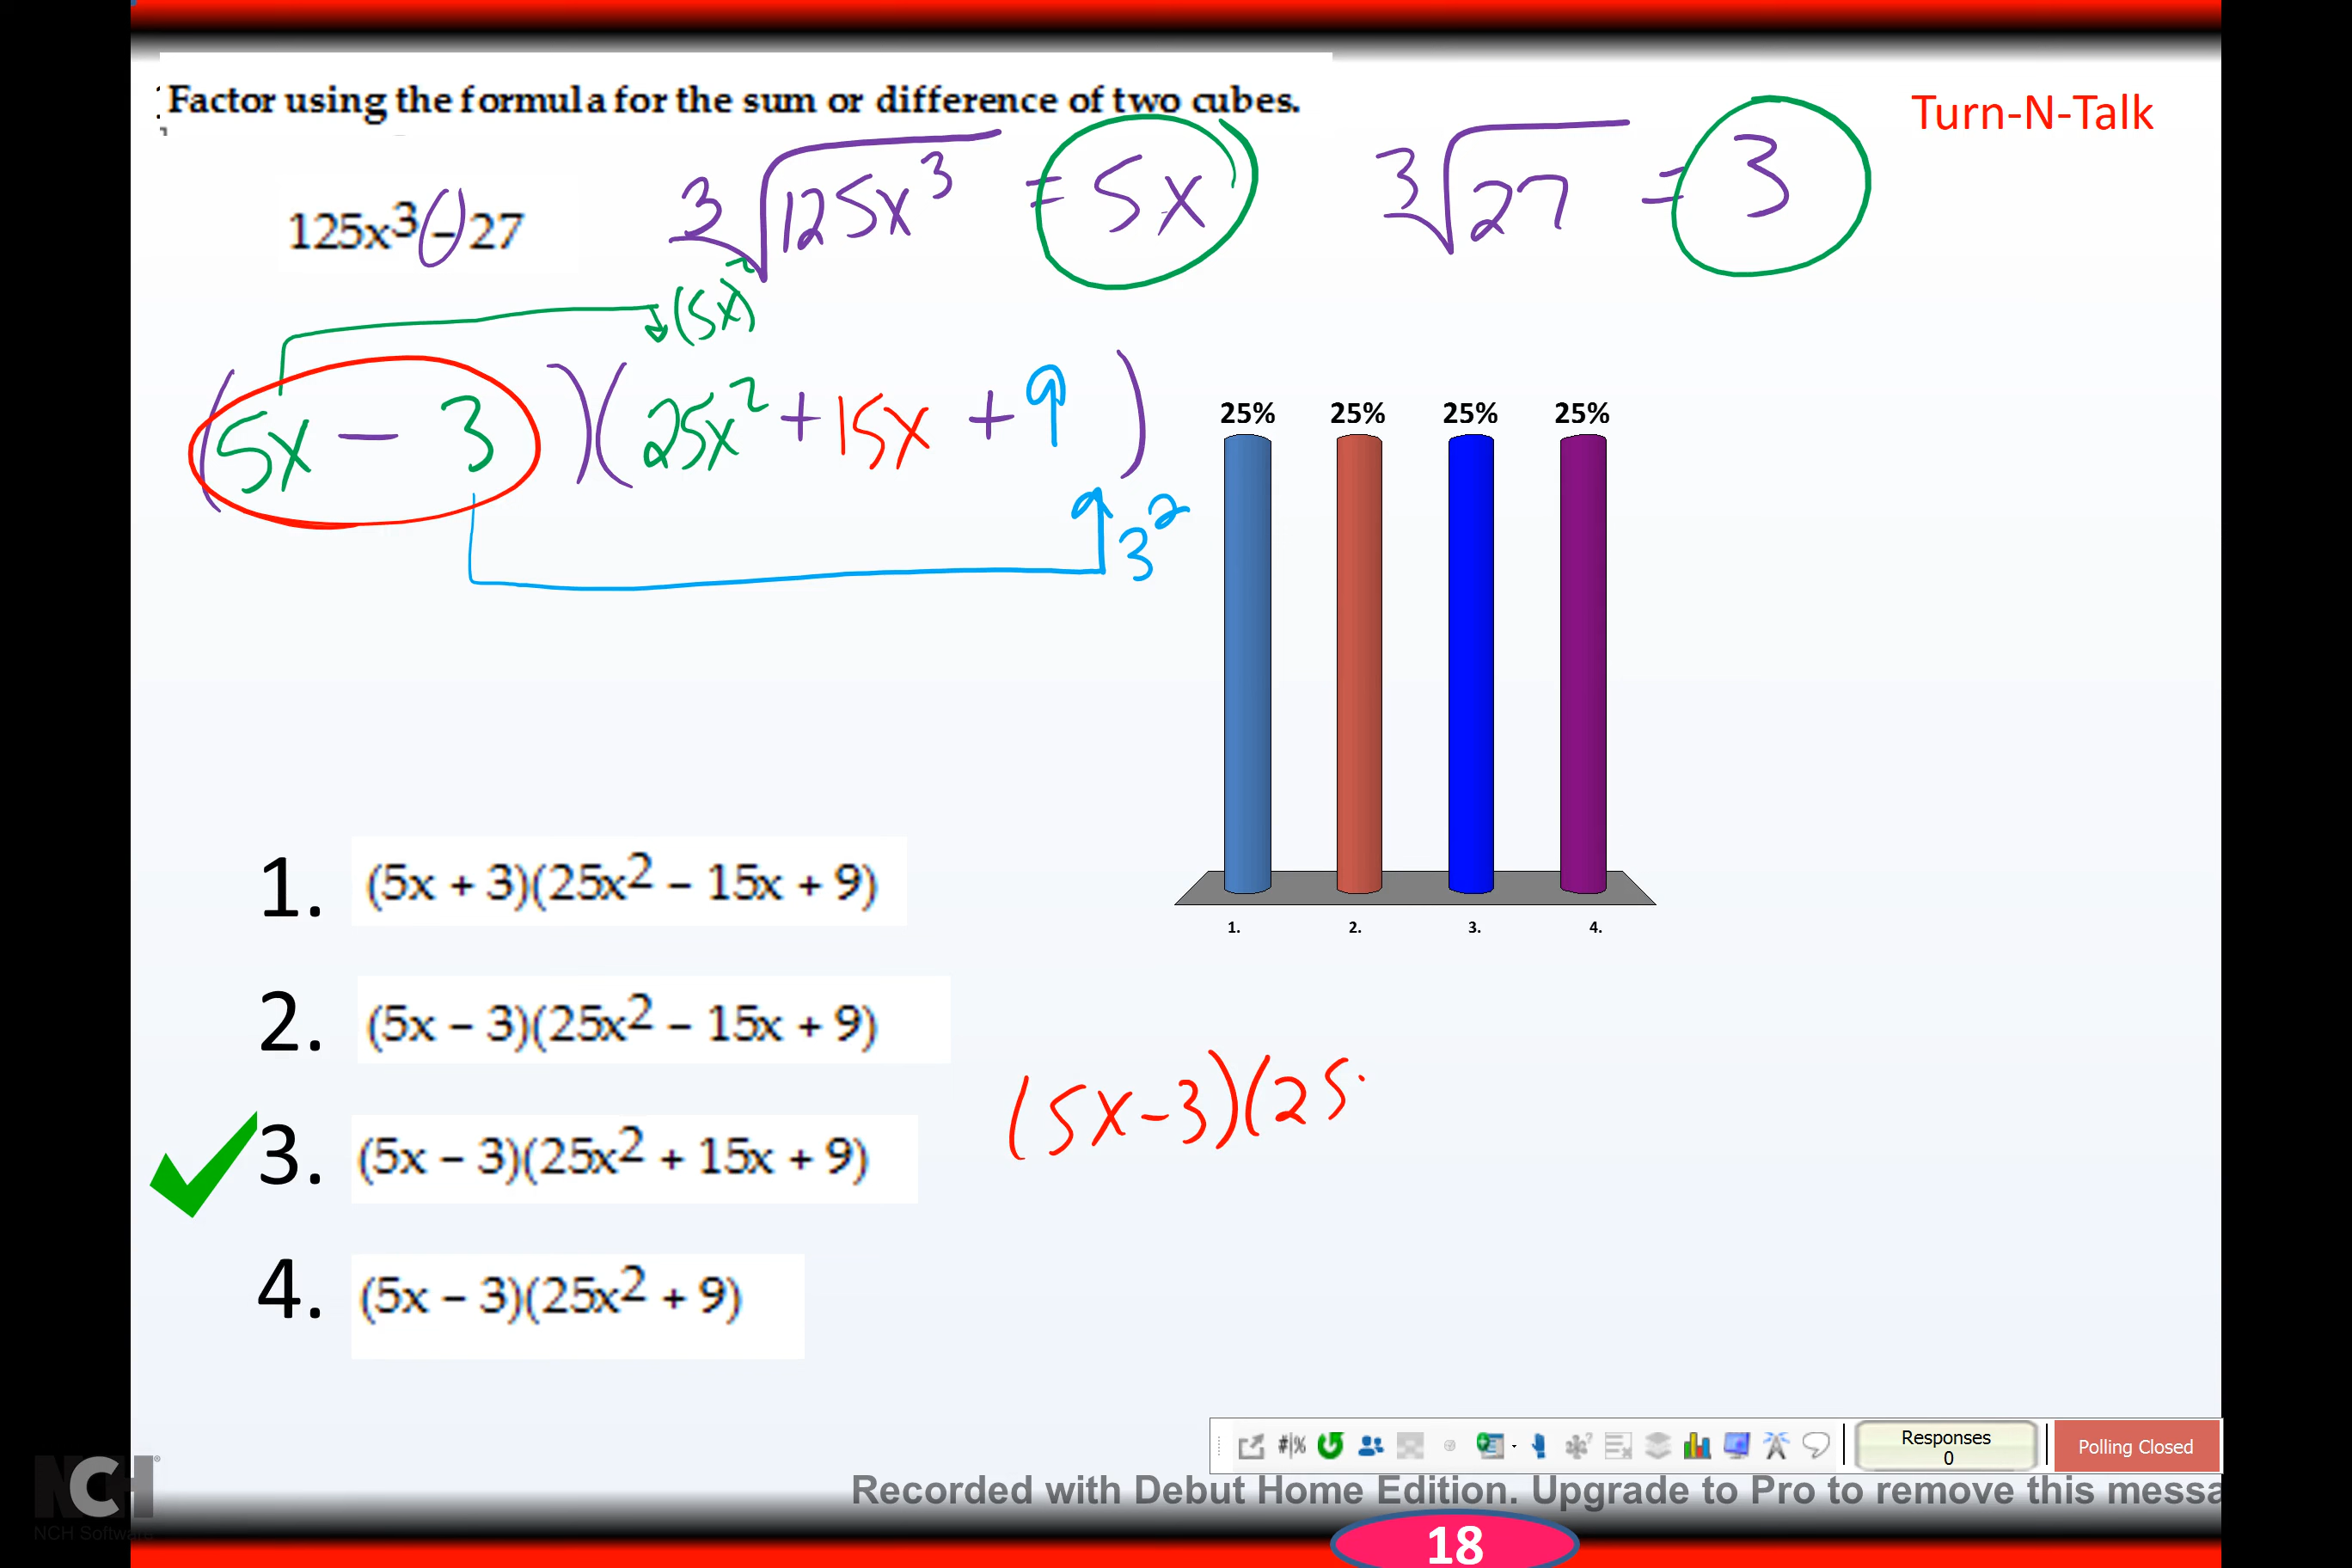 Factor using the formula for the sum or difference of two cubes.
Turn-N-Talk
125x³ – 27
∛125x³ = 5x
∛27 = 3
(5x)²
(5x – 3)(25x² + 15x + 9)
3²
25% 25% 25% 25%
1. 2. 3. 4.
1. (5x + 3)(25x² – 15x + 9)
2. (5x – 3)(25x² – 15x + 9)
3. (5x – 3)(25x² + 15x + 9)
(5x-3)(25
4. (5x – 3)(25x² + 9)
#|%
Responses
0
Polling Closed
NCH®
NCH Software
Recorded with Debut Home Edition. Upgrade to Pro to remove this messa
18